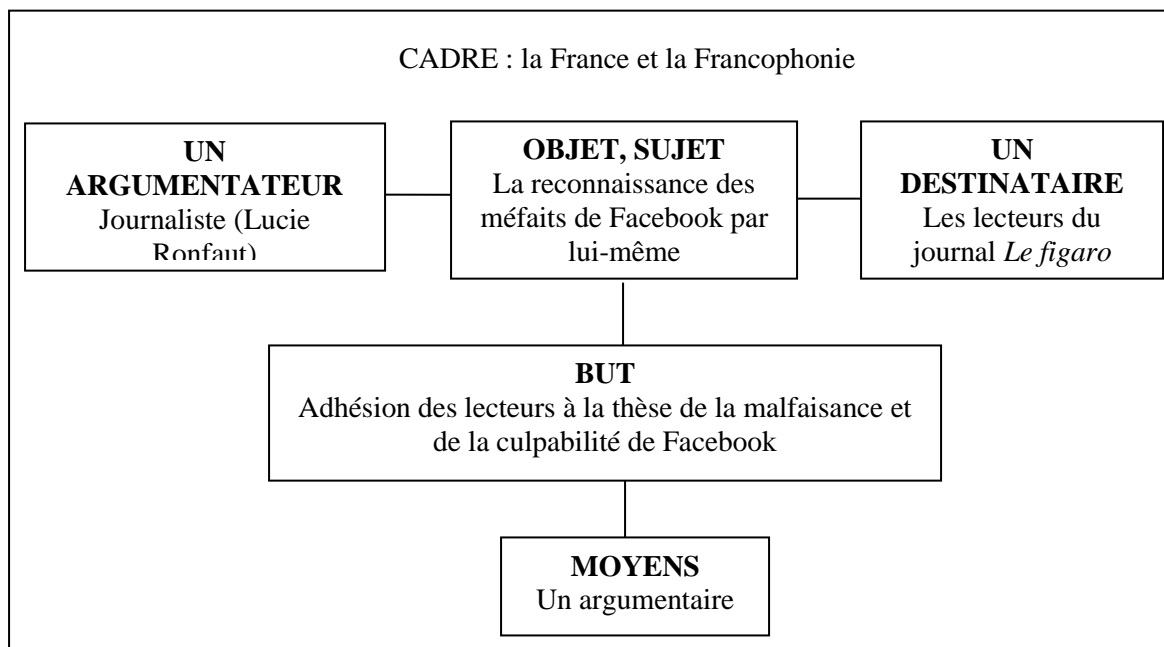 CADRE : la France et la Francophonie
UN
ARGUMENTATEUR
Journaliste (Lucie
Ronfaut)
OBJET, SUJET
La reconnaissance des
méfaits de Facebook par
lui-même
UN
DESTINATAIRE
Les lecteurs du
journal Le figaro
BUT
Adhésion des lecteurs à la thèse de la malfaisance et
de la culpabilité de Facebook
MOYENS
Un argumentaire